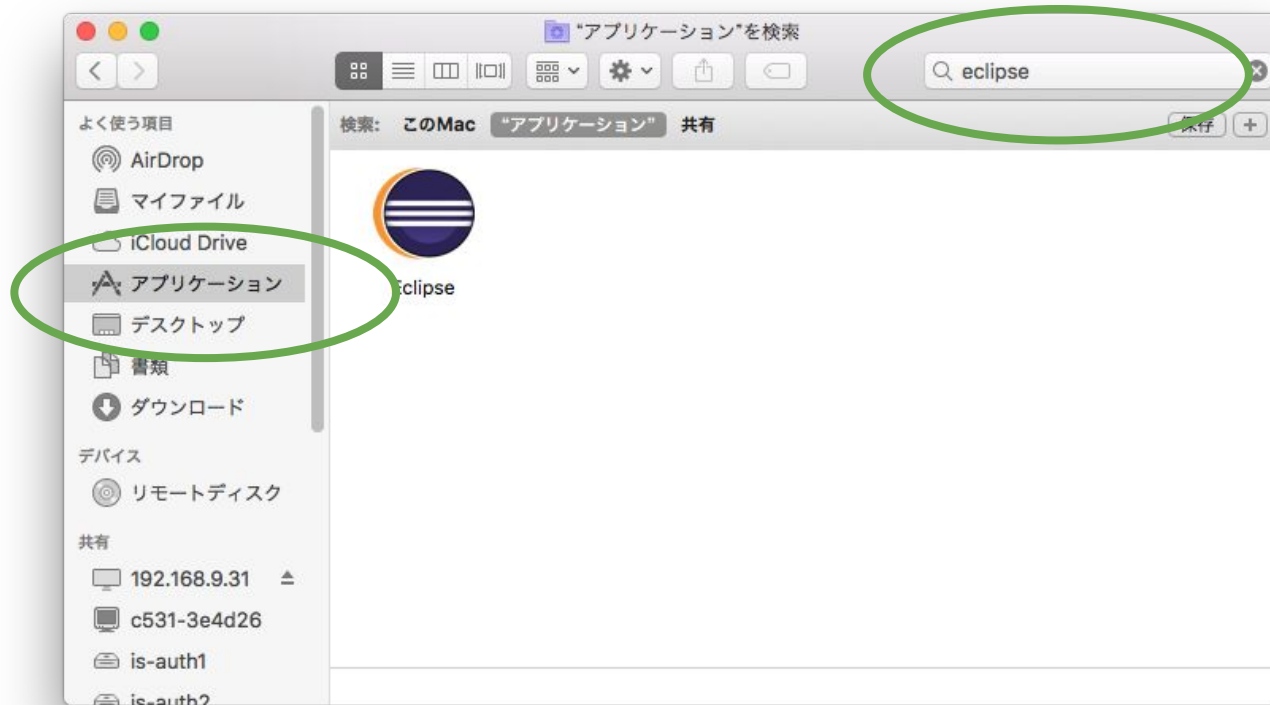 “アプリケーション”を検索
eclipse
よく使う項目
AirDrop
マイファイル
iCloud Drive
アプリケーション
デスクトップ
書類
ダウンロード
デバイス
リモートディスク
共有
192.168.9.31
c531-3e4d26
is-auth1
is-auth2
検索: このMac “アプリケーション” 共有 保存 +
Eclipse